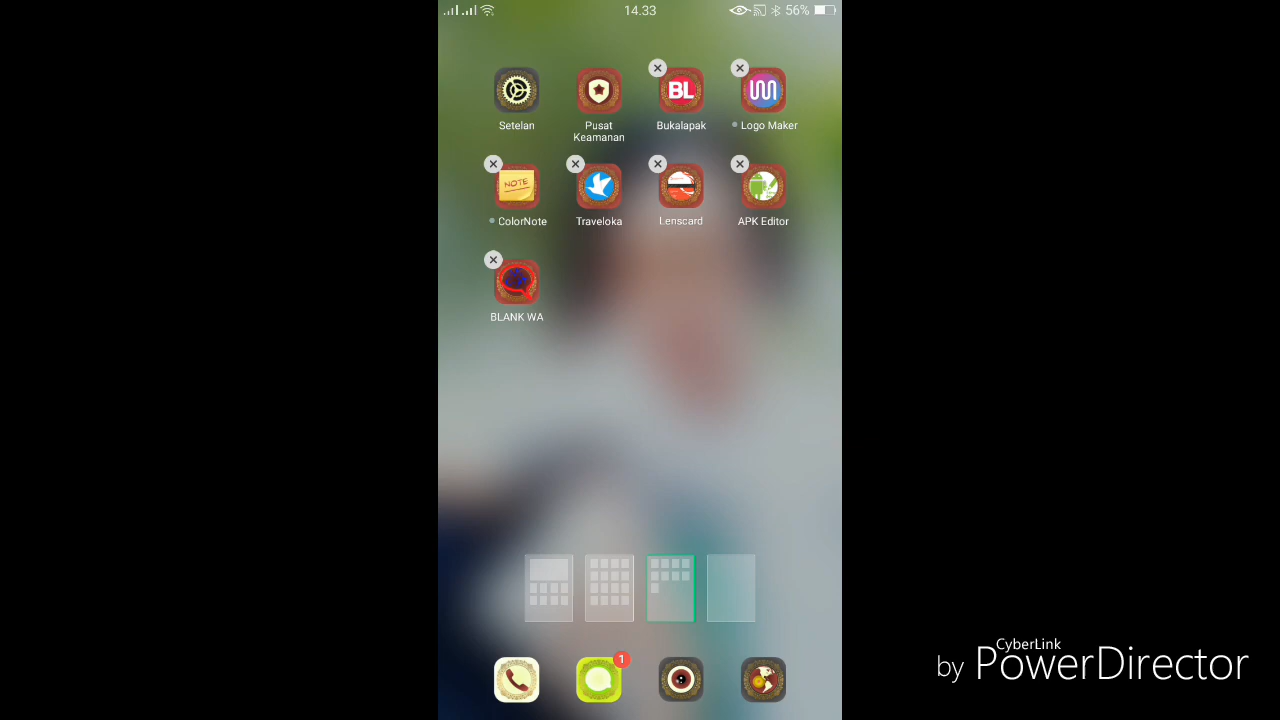 14.33
56%
BL
Setelan
Pusat
Keamanan
Bukalapak
Logo Maker
NOTE
ColorNote
Traveloka
Lenscard
APK Editor
BLANK WA
1
CyberLink
by PowerDirector